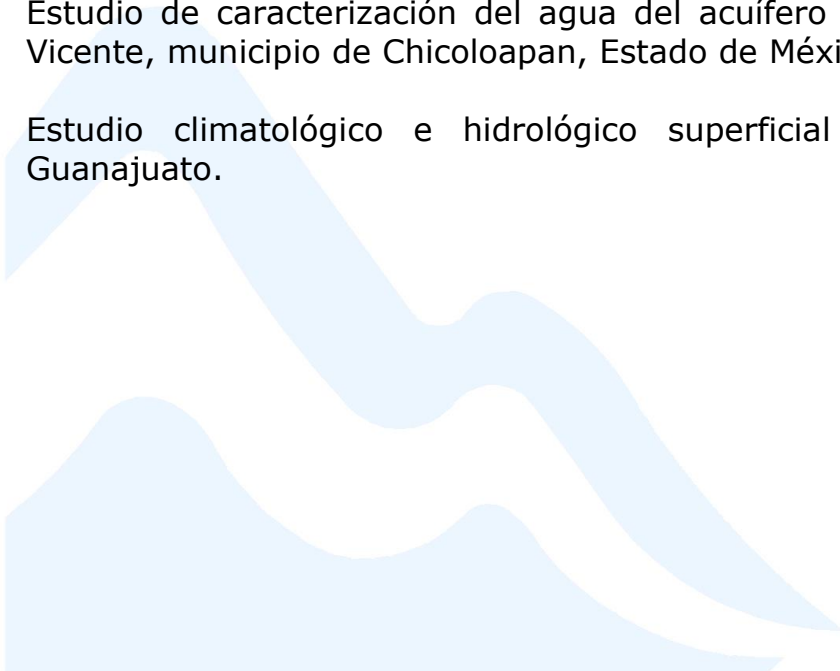 Estudio de caracterización del agua del acuífero
Vicente, municipio de Chicoloapan, Estado de Méxi
Estudio climatológico e hidrológico superficial
Guanajuato.